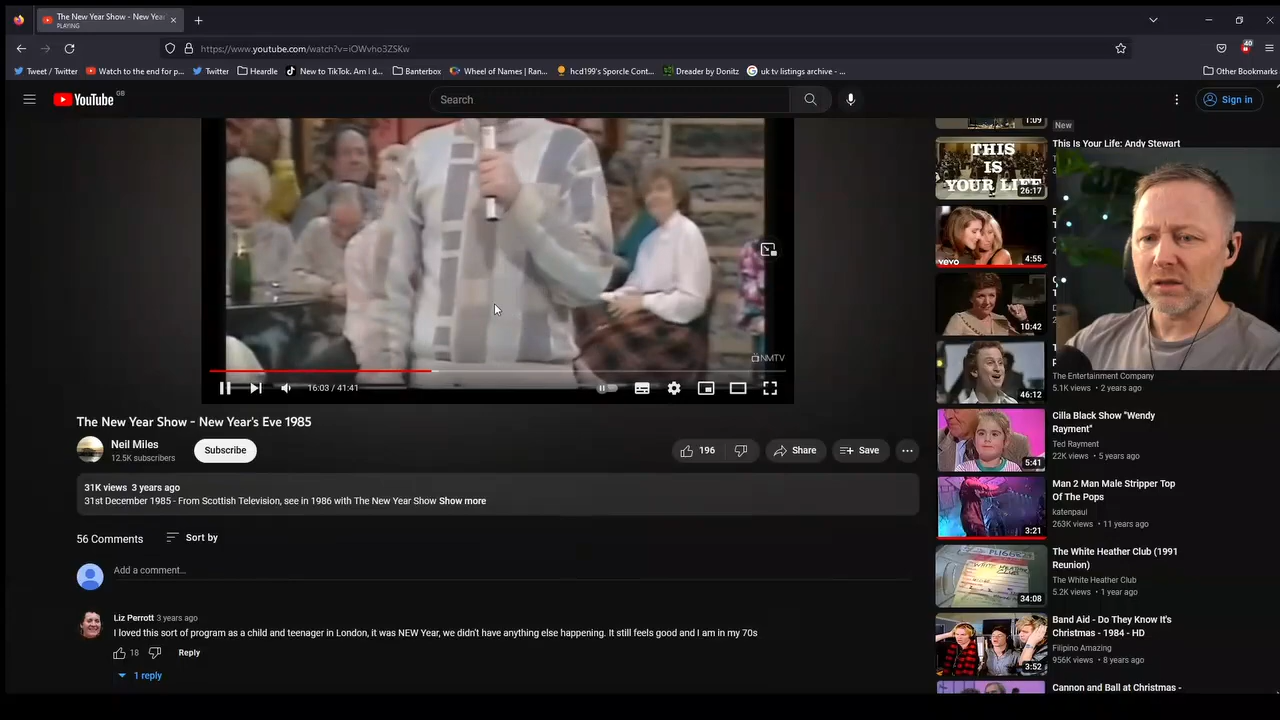 The New Year Show - New Yea
PLAYING
https://www.youtube.com/watch?v=iOWvho3ZSKw
40
Tweet / Twitter
Watch to the end for p...
Twitter
Heardle
New to TikTok. Am I d...
Banterbox
Wheel of Names | Ran...
hcd199's Sporcle Cont...
Dreader by Donitz
uk tv listings archive - ...
Other Bookmarks
YouTube GB
Search
Sign in
1:09
New
THIS
IS
YOUR LIFE
26:17
This Is Your Life: Andy Stewart
vevo
4:55
10:42
46:12
The Entertainment Company
5.1K views • 2 years ago
5:41
Cilla Black Show "Wendy
Rayment"
Ted Rayment
22K views • 5 years ago
3:21
Man 2 Man Male Stripper Top
Of The Pops
katenpaul
263K views • 11 years ago
34:08
The White Heather Club (1991
Reunion)
The White Heather Club
5.2K views • 1 year ago
3:52
Band Aid - Do They Know It's
Christmas - 1984 - HD
Filipino Amazing
956K views • 8 years ago
Cannon and Ball at Christmas -
NMTV
16:03 / 41:41
The New Year Show - New Year's Eve 1985
Neil Miles
12.5K subscribers
Subscribe
196
Share
Save
31K views 3 years ago
31st December 1985 - From Scottish Television, see in 1986 with The New Year Show Show more
56 Comments
Sort by
Add a comment...
Liz Perrott 3 years ago
I loved this sort of program as a child and teenager in London, it was NEW Year, we didn't have anything else happening. It still feels good and I am in my 70s
18
Reply
1 reply